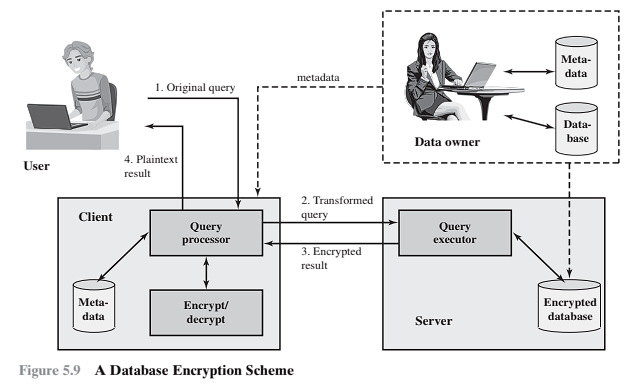 metadata
Meta-
data
1. Original query
Data-
base
Data owner
4. Plaintext
result
User
Client
Query
processor
2. Transformed
query
3. Encrypted
result
Query
executor
Meta-
data
Encrypt/
decrypt
Server
Encrypted
database
Figure 5.9 A Database Encryption Scheme